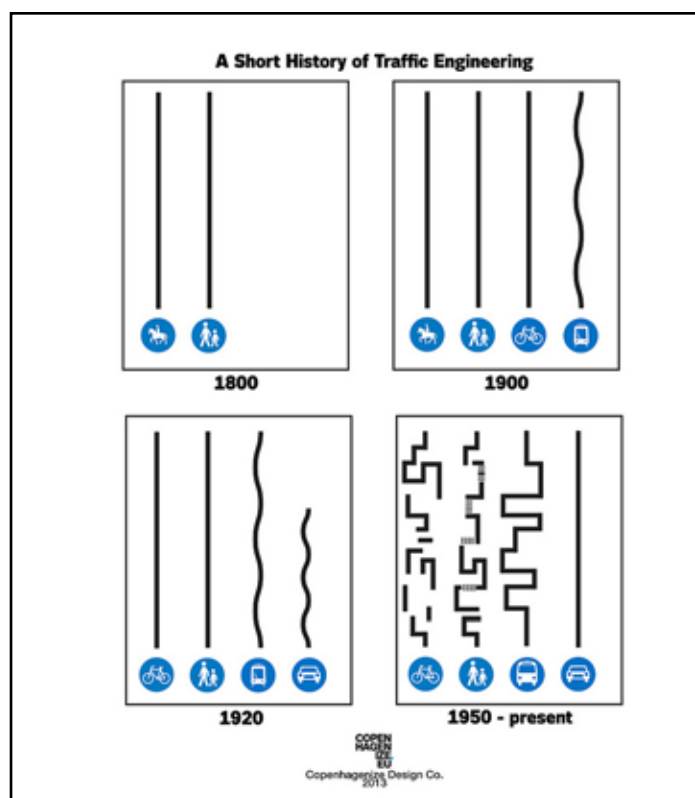 A Short History of Traffic Engineering
1800
1900
1920
1950 - present
COPEN
HAGEN
IZE.
EU
Copenhagenize Design Co.
2013